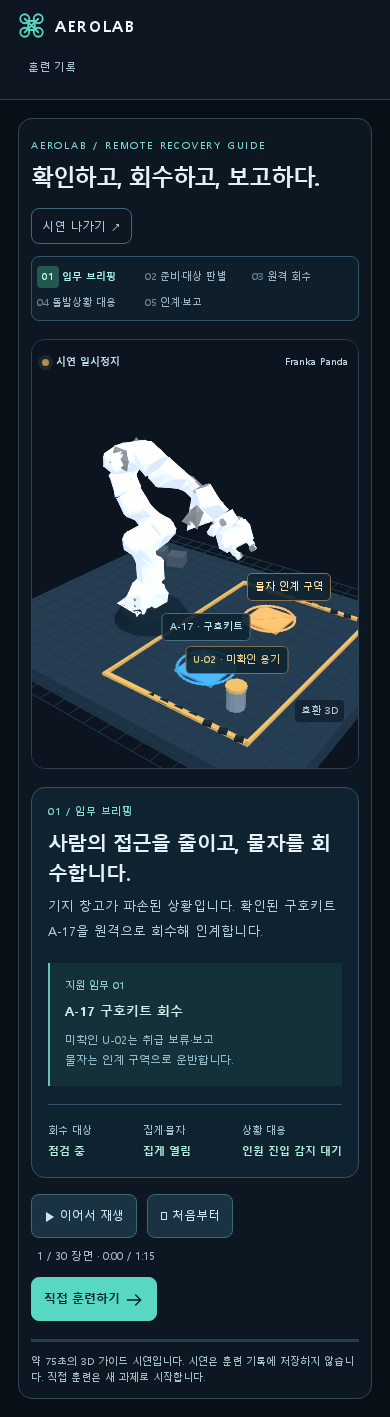 AEROLAB
훈련 기록
AEROLAB / REMOTE RECOVERY GUIDE
확인하고, 회수하고, 보고하다.
시연 나가기 ↗
01 임무 브리핑 02 준비·대상 판별 03 원격 회수
04 돌발상황 대응 05 인계·보고
시연 일시정지 Franka Panda
물자 인계 구역
A-17 · 구호키트
U-02 · 미확인 용기
호환 3D
01 / 임무 브리핑
사람의 접근을 줄이고, 물자를 회
수합니다.
기지 창고가 파손된 상황입니다. 확인된 구호키트
A-17을 원격으로 회수해 인계합니다.
지원 임무 01
A-17 구호키트 회수
미확인 U-02는 취급 보류·보고
물자는 인계 구역으로 운반합니다.
회수 대상 집게·물자 상황 대응
점검 중 집게 열림 인원 진입 감지 대기
▶ 이어서 재생 처음부터
1 / 30 장면 · 0:00 / 1:15
직접 훈련하기 →
약 75초의 3D 가이드 시연입니다. 시연은 훈련 기록에 저장하지 않습니
다. 직접 훈련은 새 과제로 시작합니다.